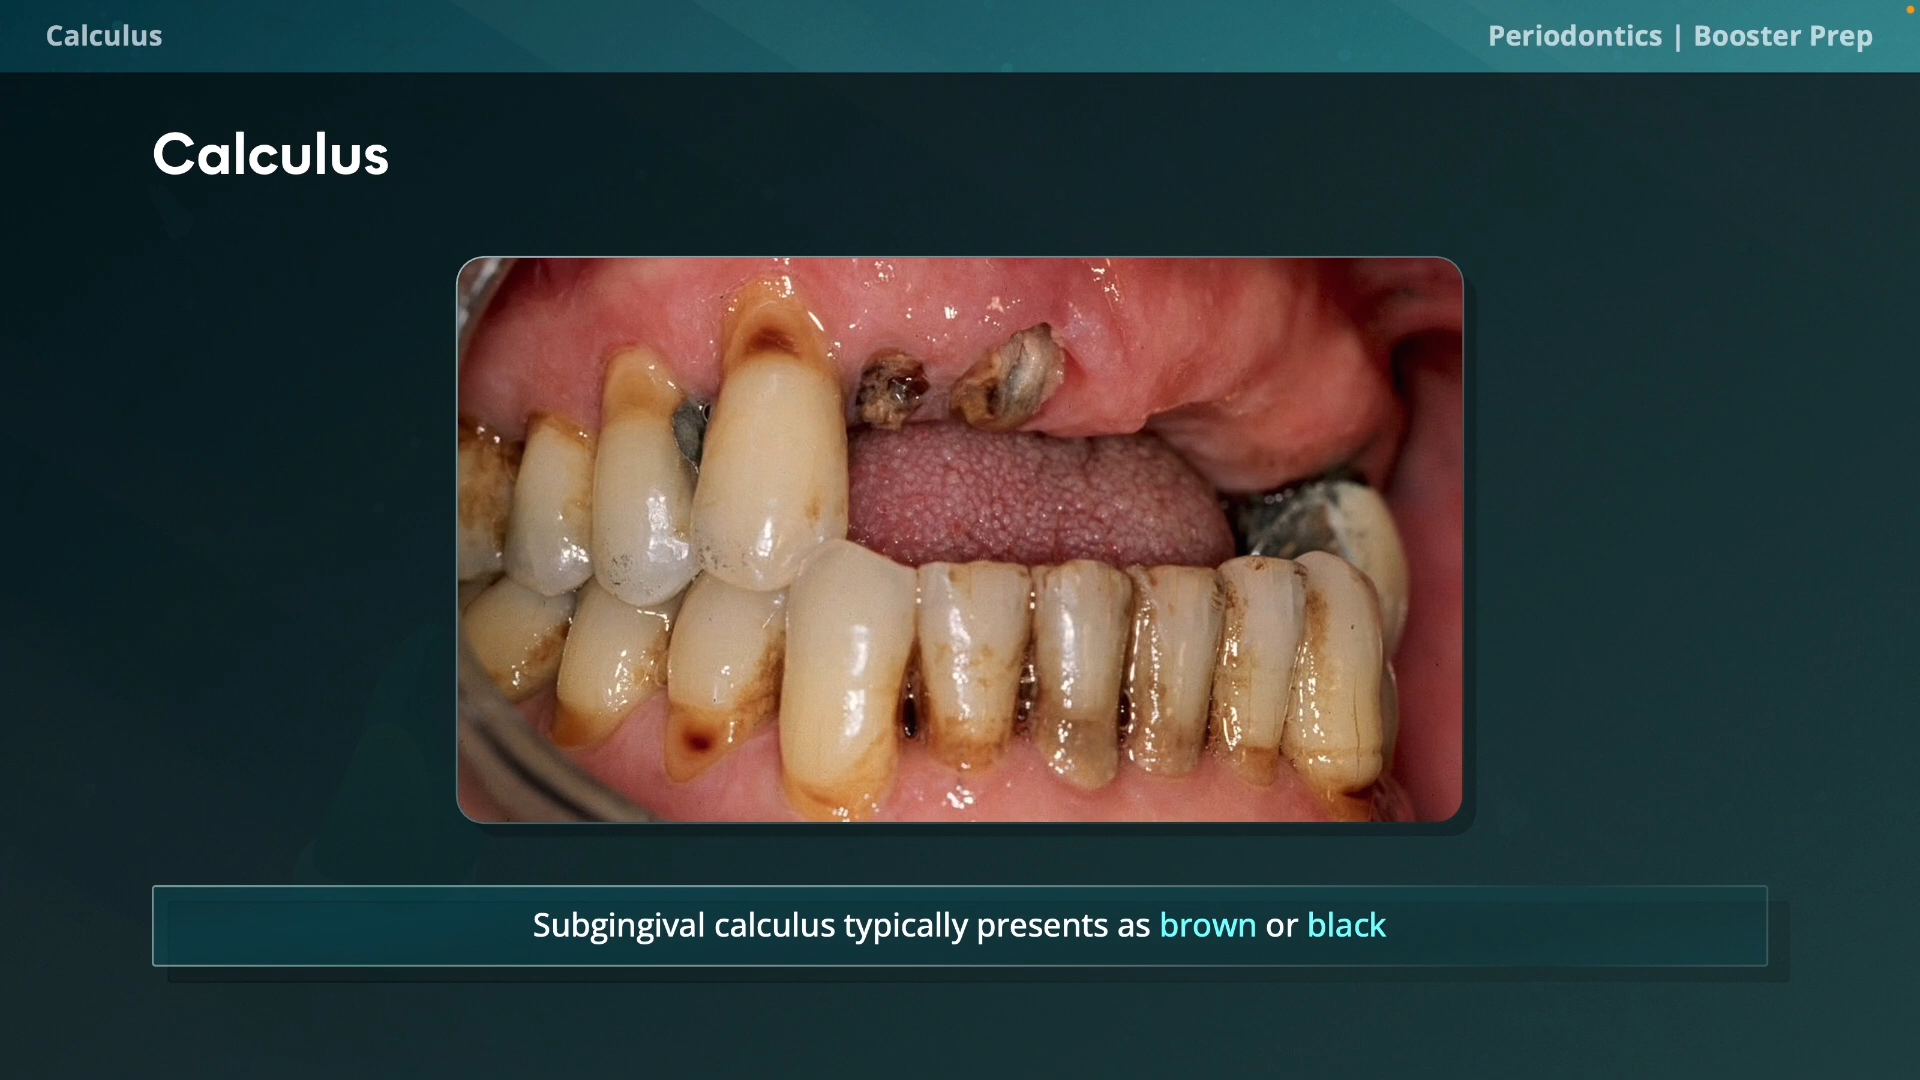 Calculus
Periodontics | Booster Prep
Calculus
Subgingival calculus typically presents as brown or black